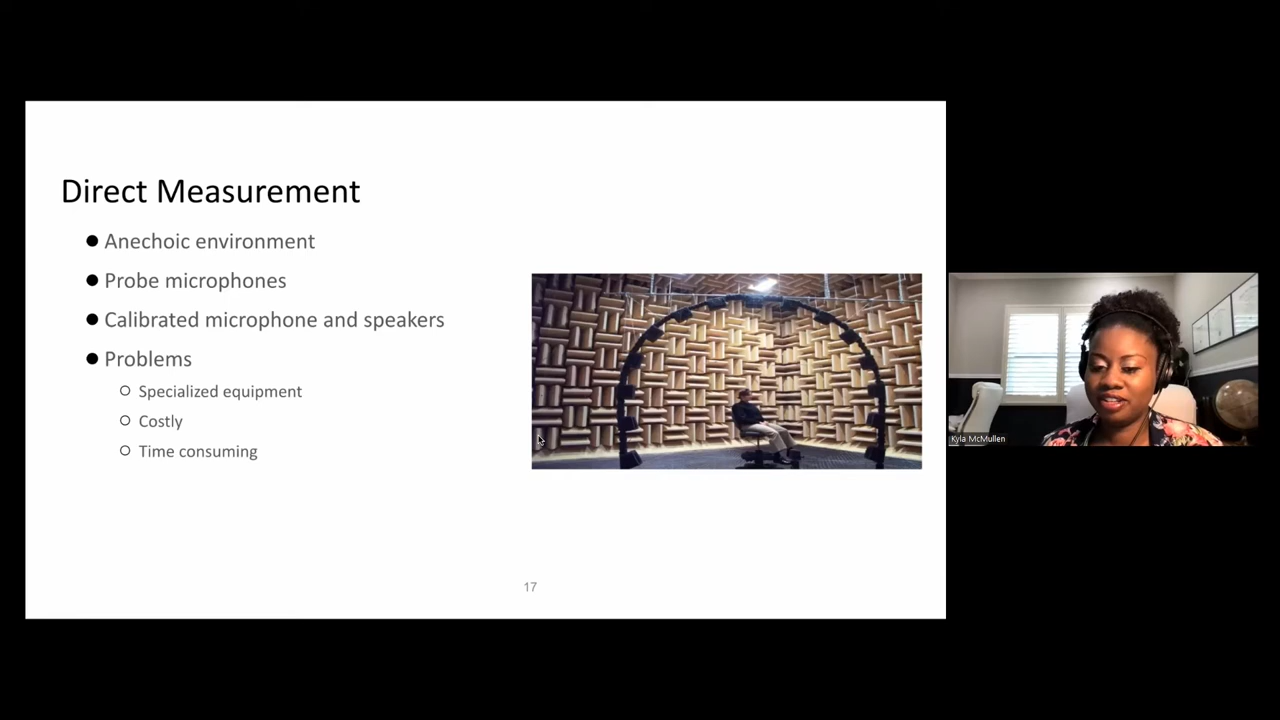 Direct Measurement
Anechoic environment
Probe microphones
Calibrated microphone and speakers
Problems
Specialized equipment
Costly
Time consuming
17
Kyla McMullen